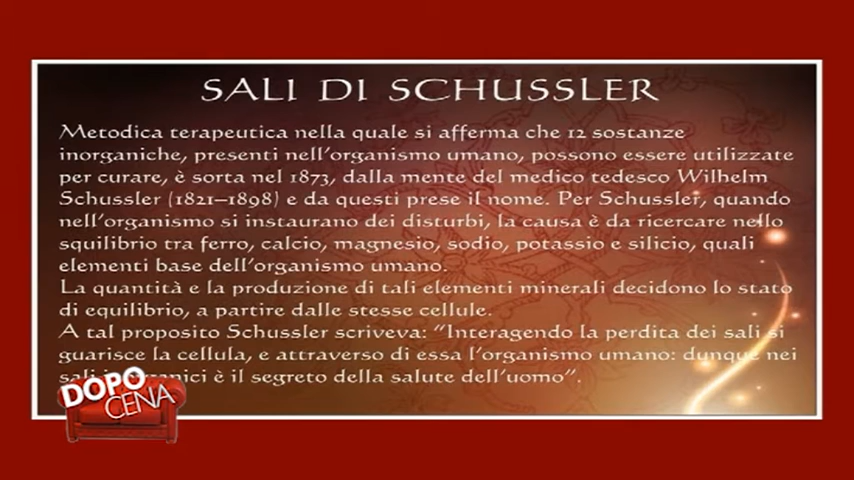 SALI DI SCHUSSLER
Metodica terapeutica nella quale si afferma che 12 sostanze
inorganiche, presenti nell'organismo umano, possono essere utilizzate
per curare, è sorta nel 1873, dalla mente del medico tedesco Wilhelm
Schussler (1821–1898) e da questi prese il nome. Per Schussler, quando
nell'organismo si instaurano dei disturbi, la causa è da ricercare nello
squilibrio tra ferro, calcio, magnesio, sodio, potassio e silicio, quali
elementi base dell'organismo umano.
La quantità e la produzione di tali elementi minerali decidono lo stato
di equilibrio, a partire dalle stesse cellule.
A tal proposito Schussler scriveva: "Interagendo la perdita dei sali si
guarisce la cellula, e attraverso di essa l'organismo umano: dunque nei
sali è il segreto della salute dell'uomo".
DOPO
CENA